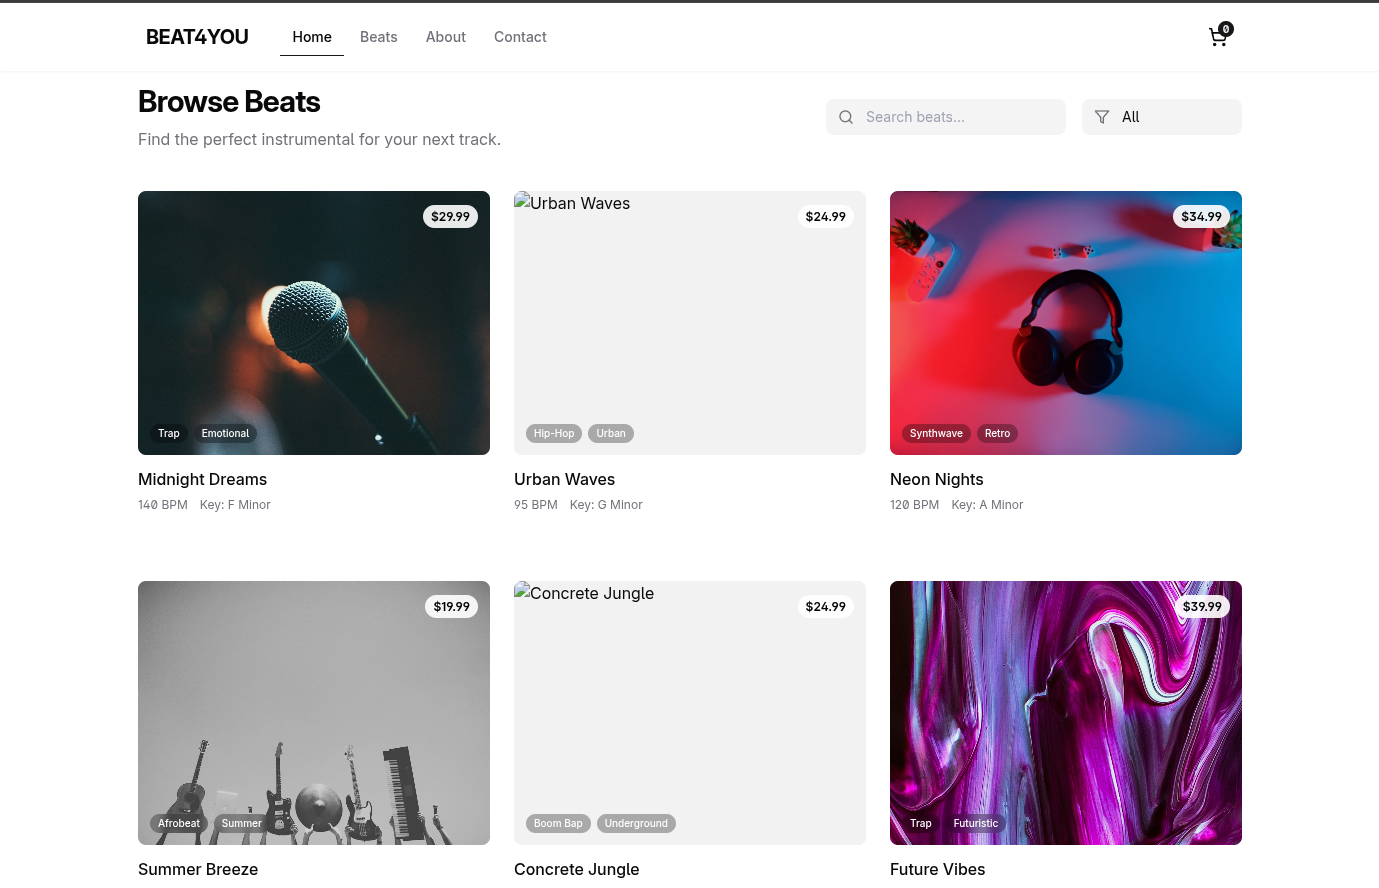 BEAT4YOU Home Beats About Contact 0
Browse Beats
Find the perfect instrumental for your next track.
Search beats... All
$29.99
Trap Emotional
Midnight Dreams
140 BPM Key: F Minor
Urban Waves
$24.99
Hip-Hop Urban
Urban Waves
95 BPM Key: G Minor
$34.99
Synthwave Retro
Neon Nights
120 BPM Key: A Minor
$19.99
Afrobeat Summer
Summer Breeze
Concrete Jungle
$24.99
Boom Bap Underground
Concrete Jungle
$39.99
Trap Futuristic
Future Vibes